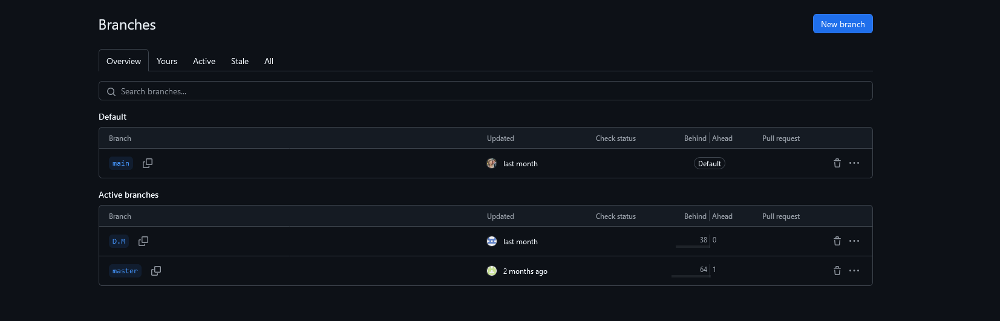 Branches
New branch
Overview Yours Active Stale All
Search branches...
Default
Branch Updated Check status Behind Ahead Pull request
main last month Default
Active branches
Branch Updated Check status Behind Ahead Pull request
D.M last month 38 0
master 2 months ago 64 1